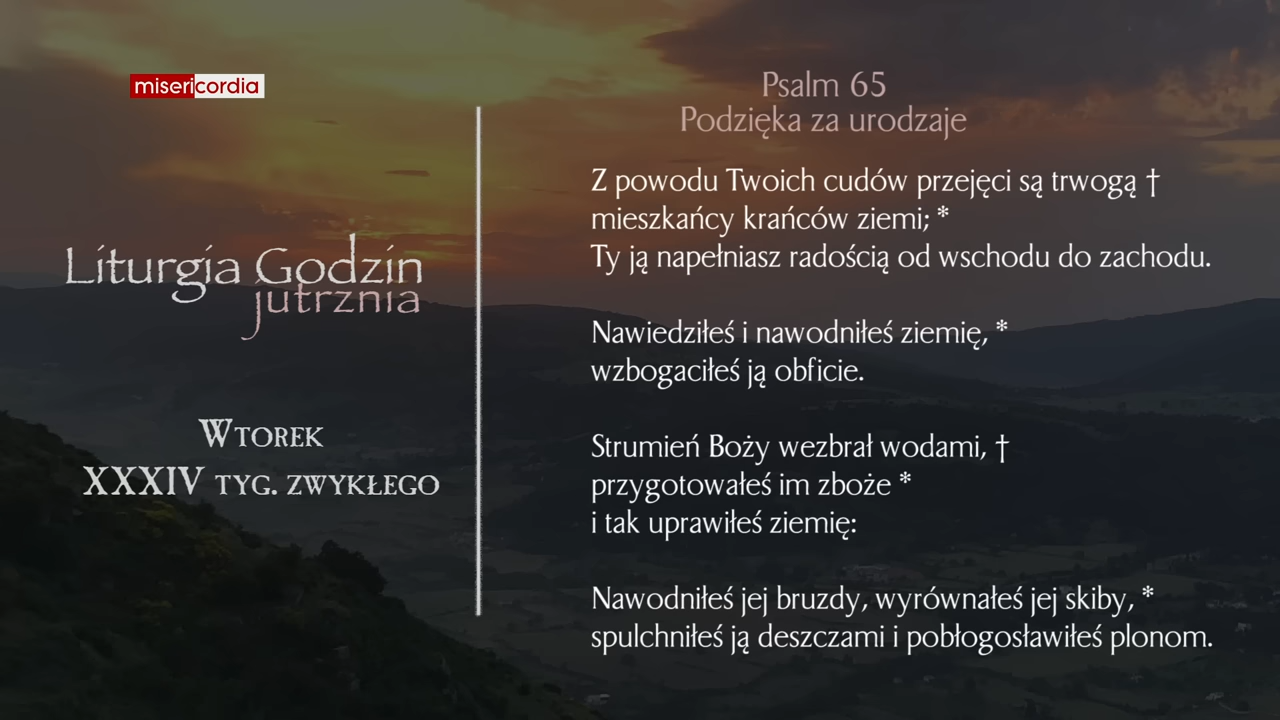 misericordia
Liturgia Godzin
jutrznia
Wtorek
XXXIV tyg. zwykłego
Psalm 65
Podzięka za urodzaje
Z powodu Twoich cudów przejęci są trwogą †
mieszkańcy krańców ziemi; *
Ty ją napełniasz radością od wschodu do zachodu.
Nawiedziłeś i nawodniłeś ziemię, *
wzbogaciłeś ją obficie.
Strumień Boży wezbrał wodami, †
przygotowałeś im zboże *
i tak uprawiłeś ziemię:
Nawodniłeś jej bruzdy, wyrównałeś jej skiby, *
spulchniłeś ją deszczami i pobłogosławiłeś plonom.